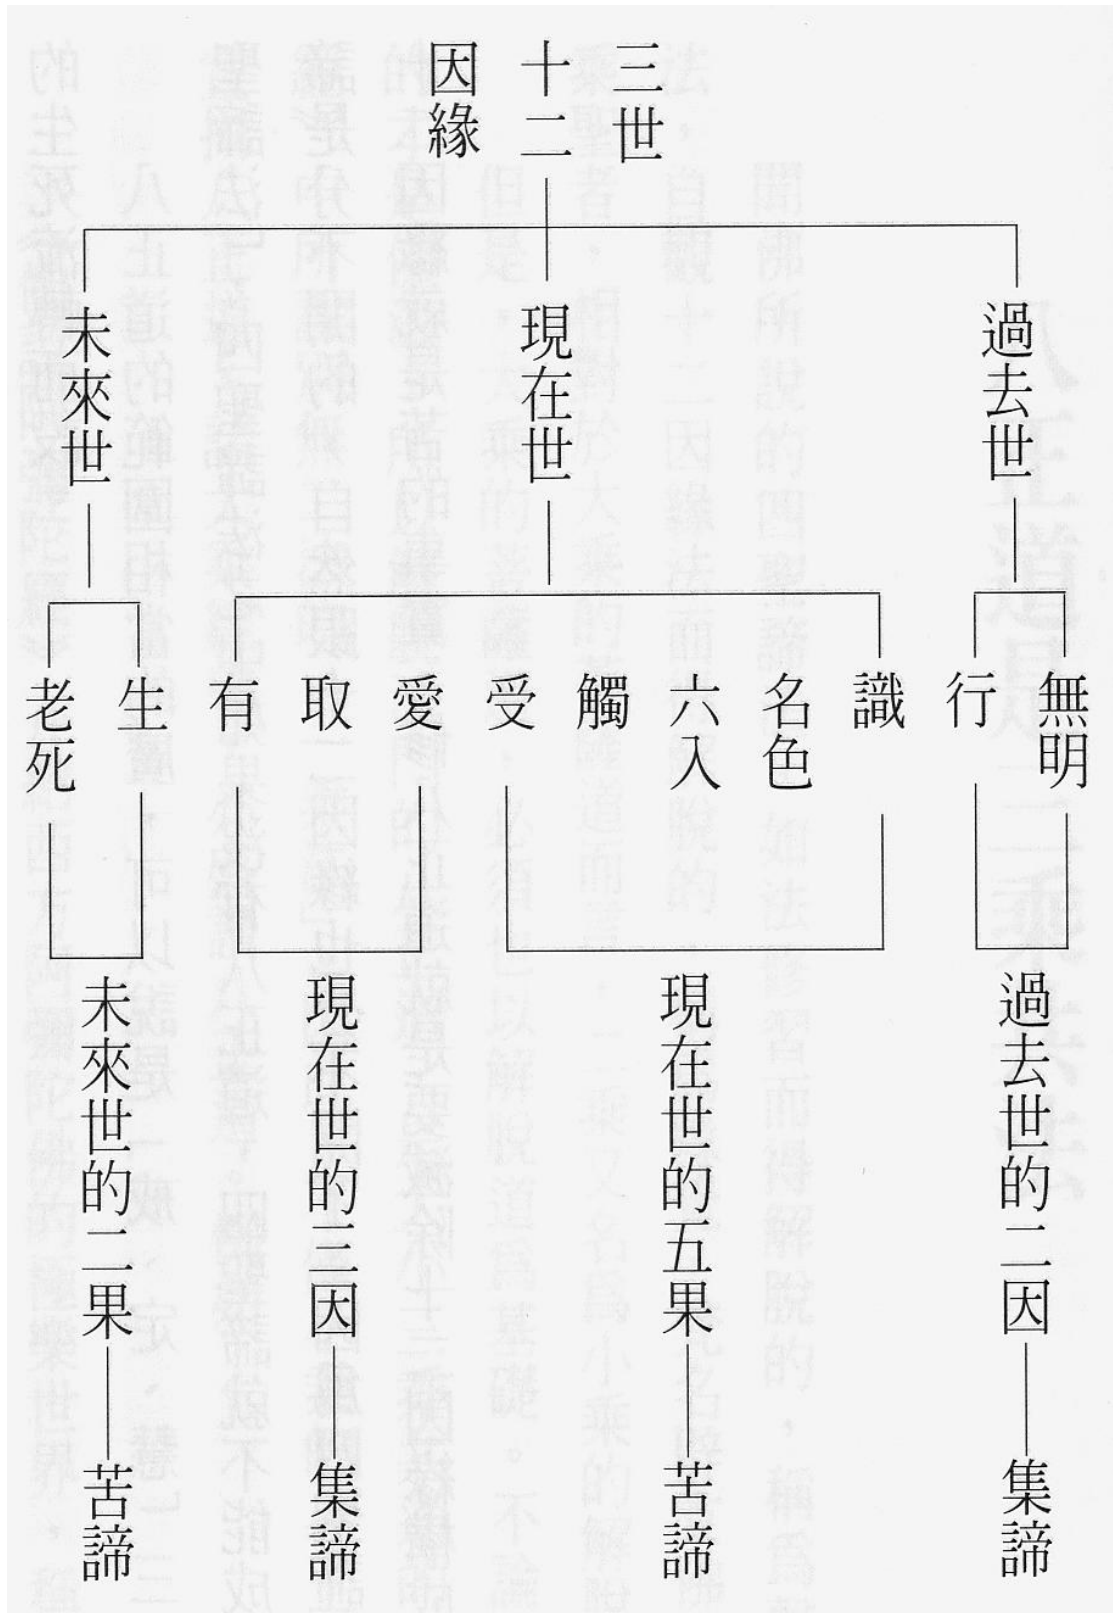 三世
十二
因緣
過去世
現在世
未來世
無明
行
識
名色
六入
觸
受
愛
取
有
生
老死
過去世的二因
現在世的五果
現在世的三因
未來世的二果
集諦
苦諦
集諦
苦諦